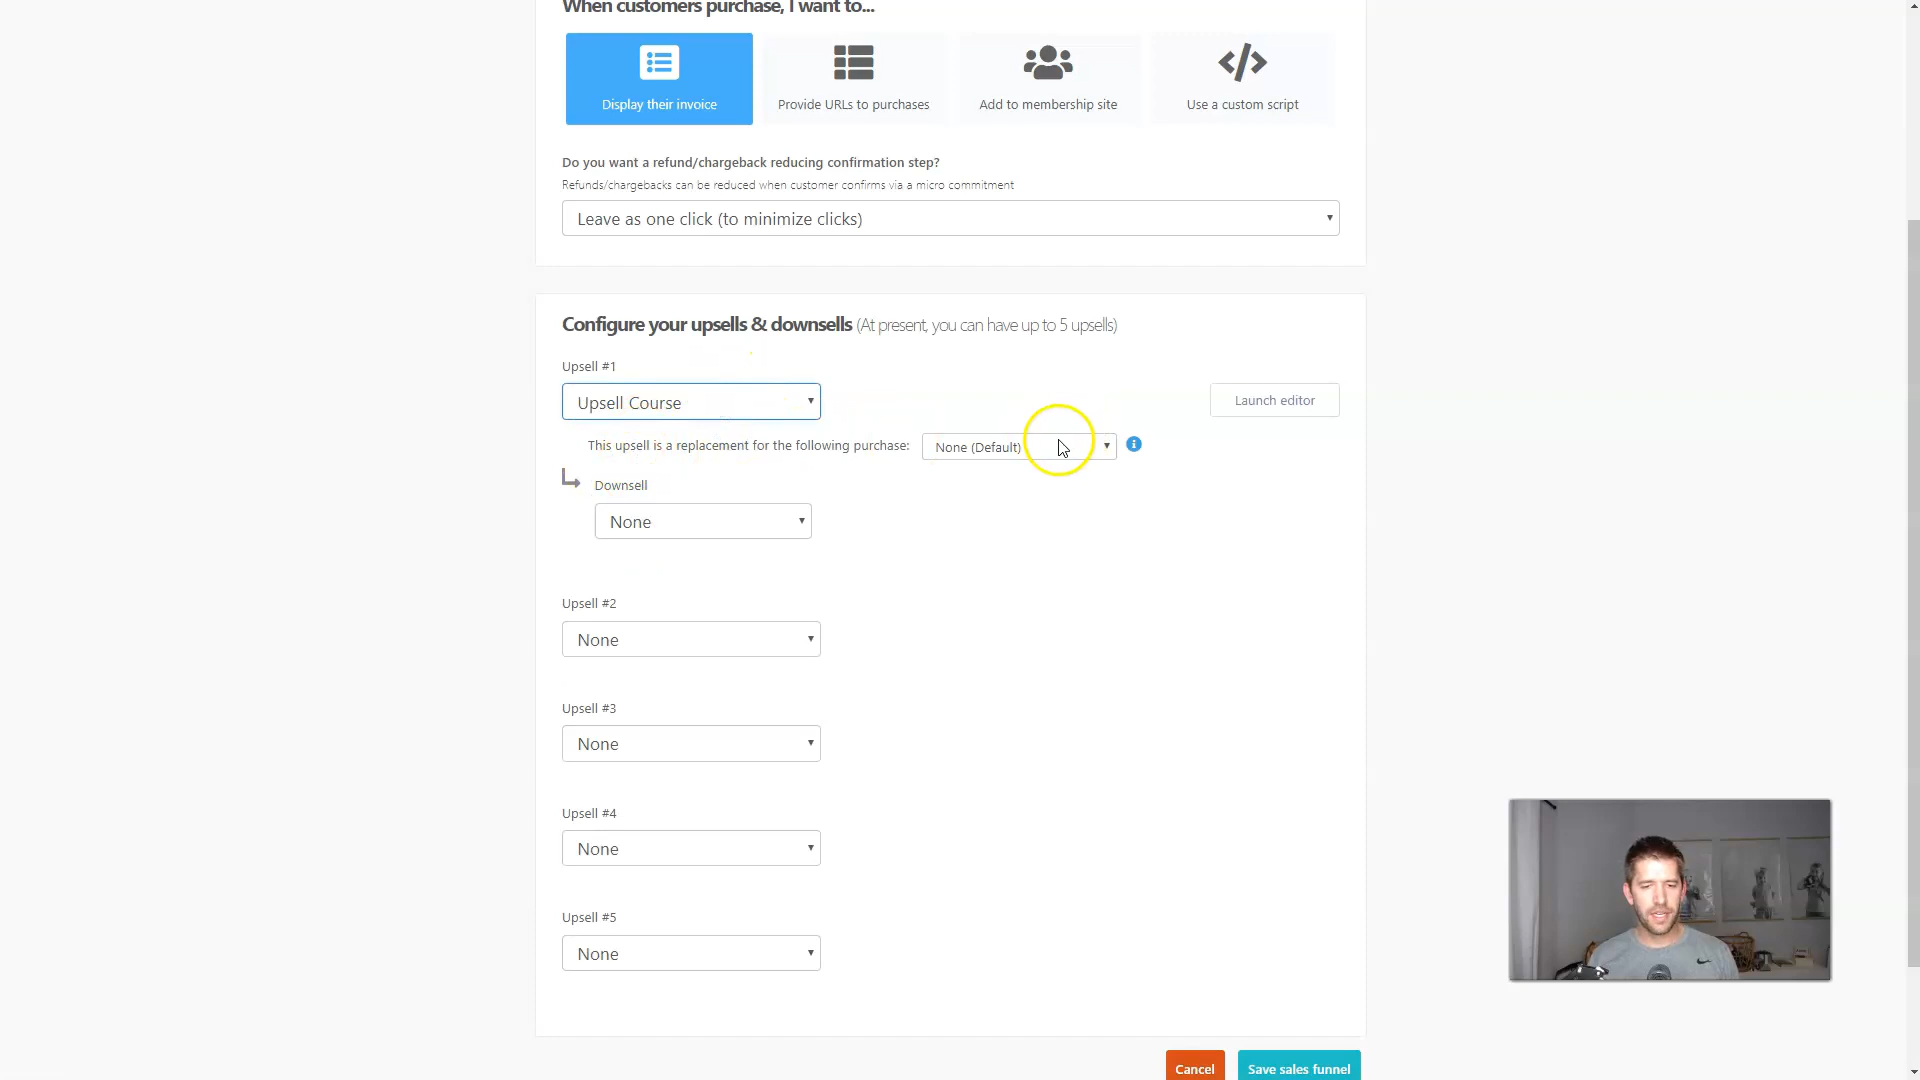 When customers purchase, I want to...
Display their invoice
Provide URLs to purchases
Add to membership site
Use a custom script
Do you want a refund/chargeback reducing confirmation step?
Refunds/chargebacks can be reduced when customer confirms via a micro commitment
Leave as one click (to minimize clicks)
Configure your upsells & downsells (At present, you can have up to 5 upsells)
Upsell #1
Upsell Course
Launch editor
This upsell is a replacement for the following purchase: None (Default)
Downsell
None
Upsell #2
None
Upsell #3
None
Upsell #4
None
Upsell #5
None
Cancel
Save sales funnel